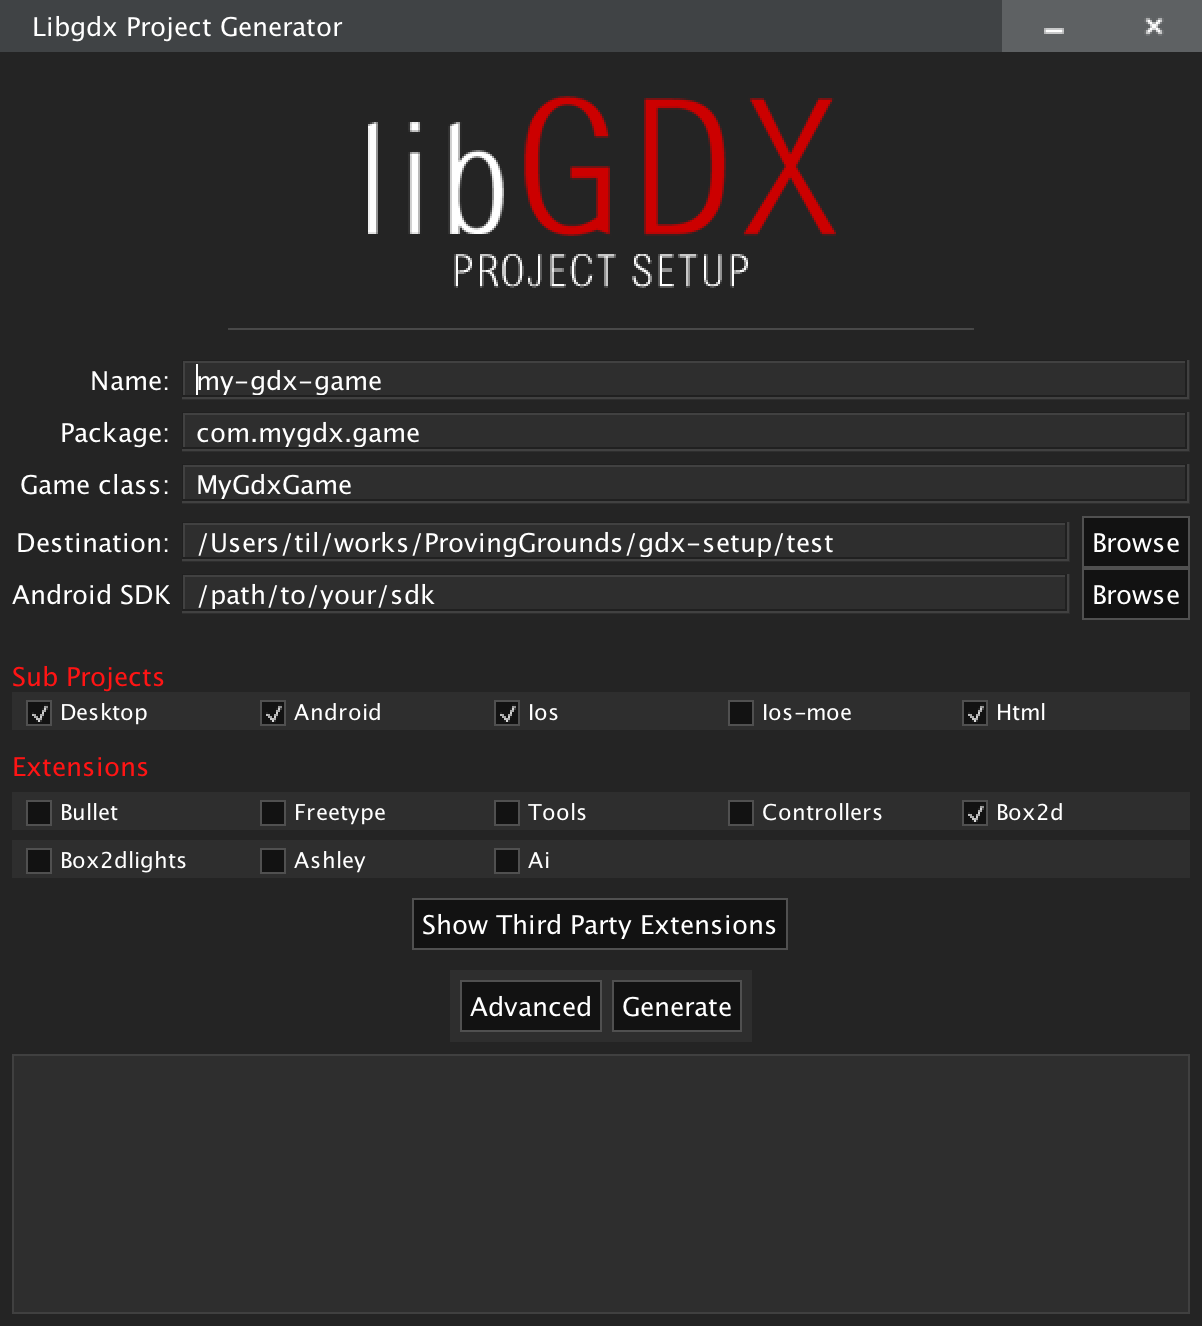 Libgdx Project Generator
libGDX
PROJECT SETUP
Name: my-gdx-game
Package: com.mygdx.game
Game class: MyGdxGame
Destination: /Users/til/works/ProvingGrounds/gdx-setup/test Browse
Android SDK /path/to/your/sdk Browse
Sub Projects
Desktop Android Ios Ios-moe Html
Extensions
Bullet Freetype Tools Controllers Box2d
Box2dlights Ashley Ai
Show Third Party Extensions
Advanced Generate